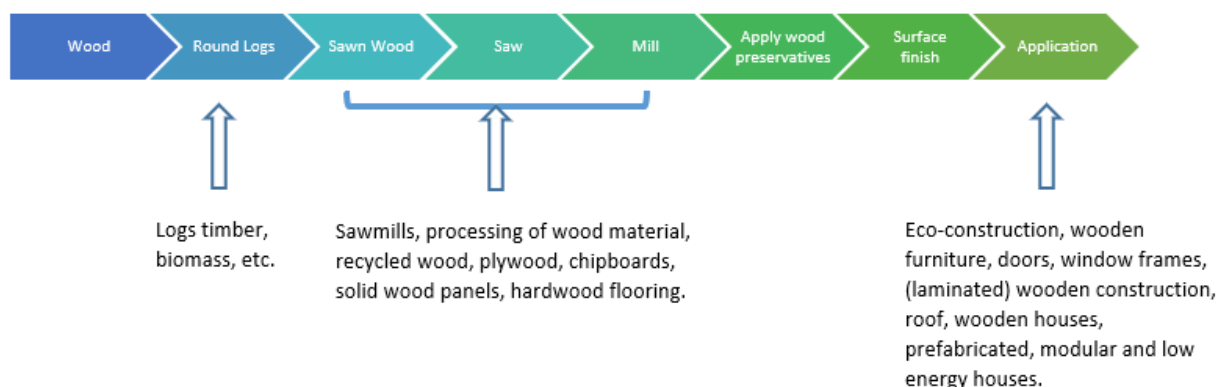 Wood
Round Logs
Sawn Wood
Saw
Mill
Apply wood
preservatives
Surface
finish
Application
Logs timber,
biomass, etc.
Sawmills, processing of wood material,
recycled wood, plywood, chipboards,
solid wood panels, hardwood flooring.
Eco-construction, wooden
furniture, doors, window frames,
(laminated) wooden construction,
roof, wooden houses,
prefabricated, modular and low
energy houses.